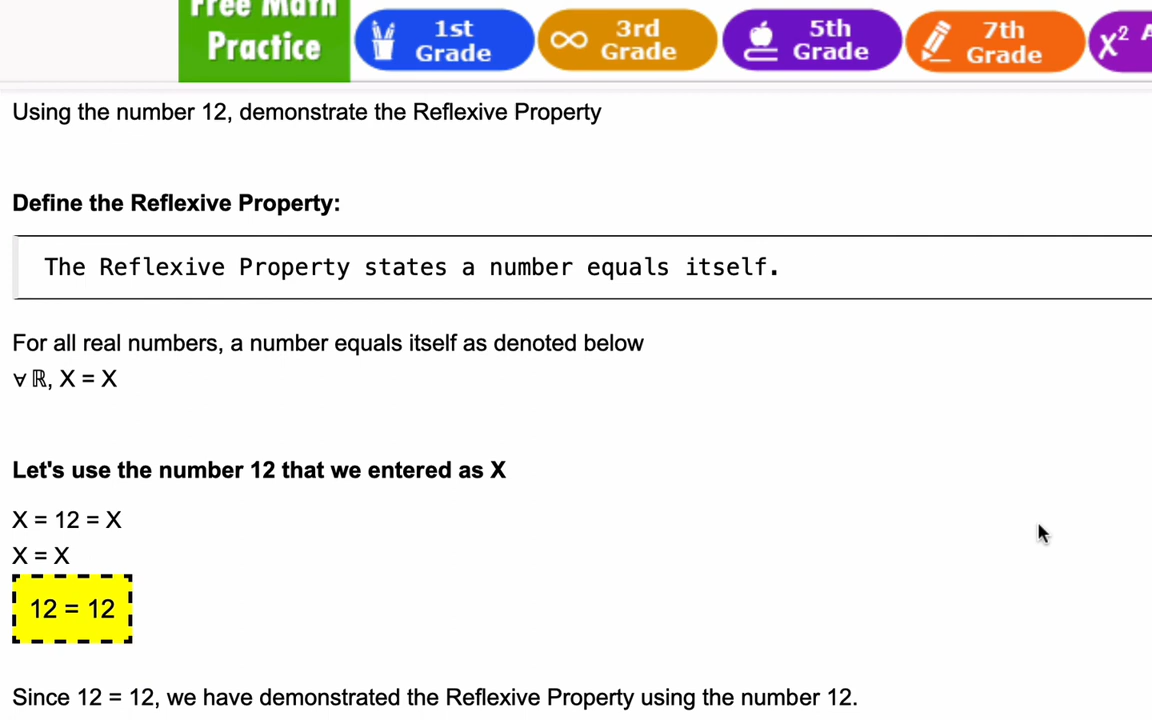 Free Math
Practice
1st
Grade
3rd
Grade
5th
Grade
7th
Grade
X² A
Using the number 12, demonstrate the Reflexive Property
Define the Reflexive Property:
The Reflexive Property states a number equals itself.
For all real numbers, a number equals itself as denoted below
∀ ℝ, X = X
Let's use the number 12 that we entered as X
X = 12 = X
X = X
12 = 12
Since 12 = 12, we have demonstrated the Reflexive Property using the number 12.